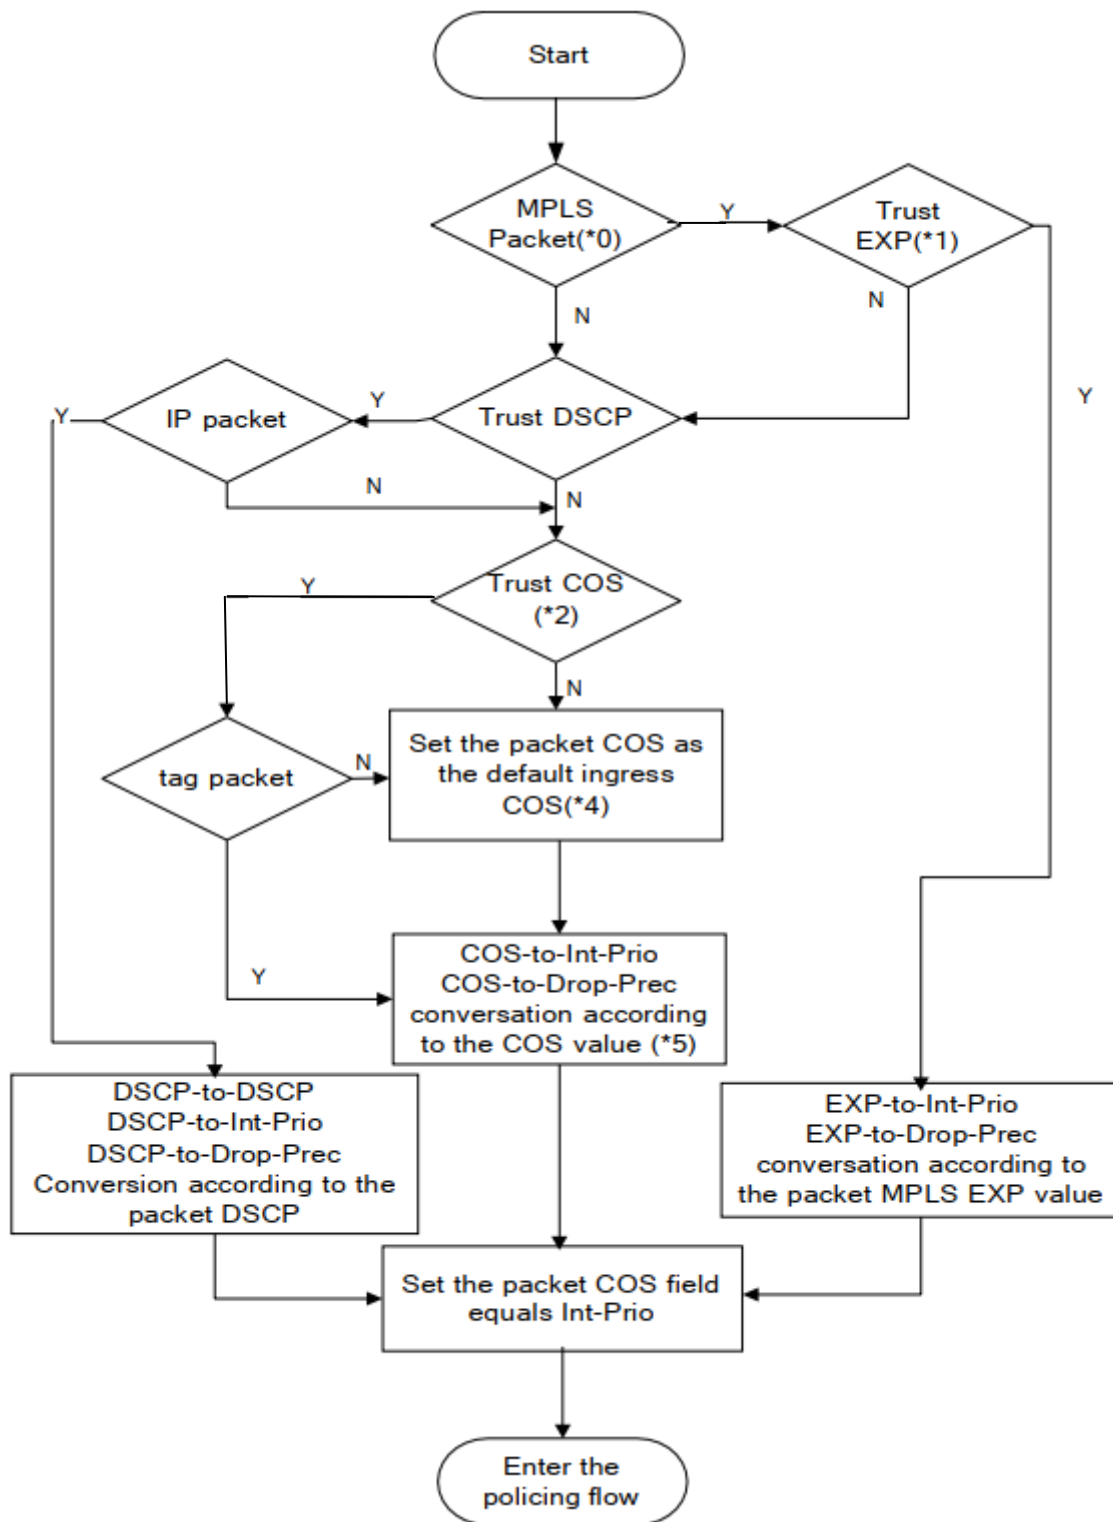 Start
MPLS
Packet(*0)
Y
Trust
EXP(*1)
N
N
Y
Y
IP packet
Y
Trust DSCP
N
N
Y
Trust COS
(*2)
N
Set the packet COS as
the default ingress
COS(*4)
tag packet
N
Y
COS-to-Int-Prio
COS-to-Drop-Prec
conversation according
to the COS value (*5)
DSCP-to-DSCP
DSCP-to-Int-Prio
DSCP-to-Drop-Prec
Conversion according to the
packet DSCP
EXP-to-Int-Prio
EXP-to-Drop-Prec
conversation according to
the packet MPLS EXP value
Set the packet COS field
equals Int-Prio
Enter the
policing flow